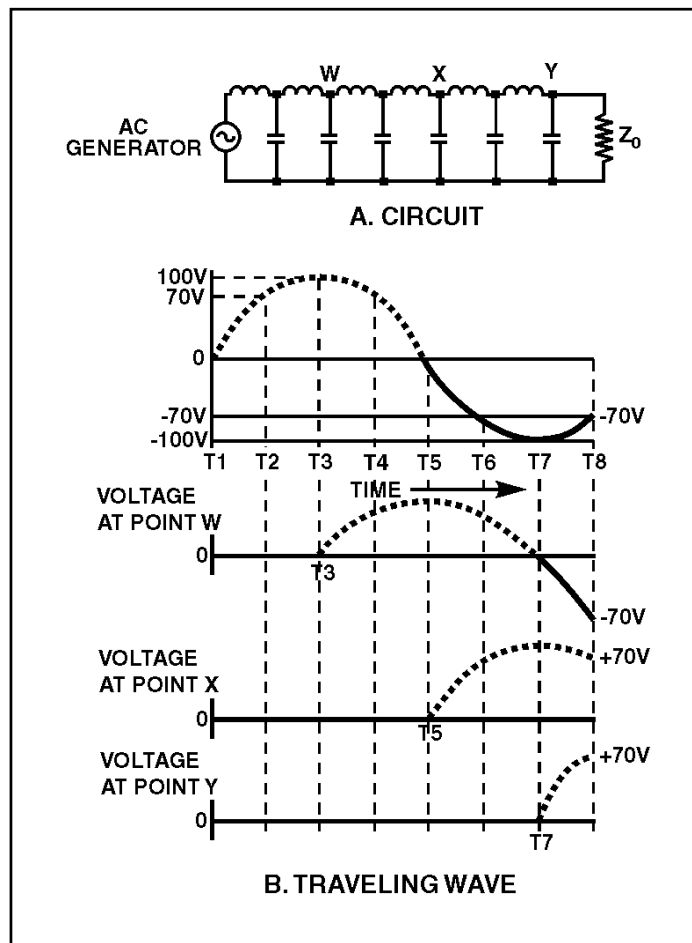 W X Y
AC
GENERATOR
Z0
A. CIRCUIT
100V
70V
0
-70V
-70V
-100V
T1 T2 T3 T4 T5 T6 T7 T8
TIME
VOLTAGE
AT POINT W
0
T3
-70V
VOLTAGE
AT POINT X
+70V
0
T5
VOLTAGE
AT POINT Y
+70V
0
T7
B. TRAVELING WAVE